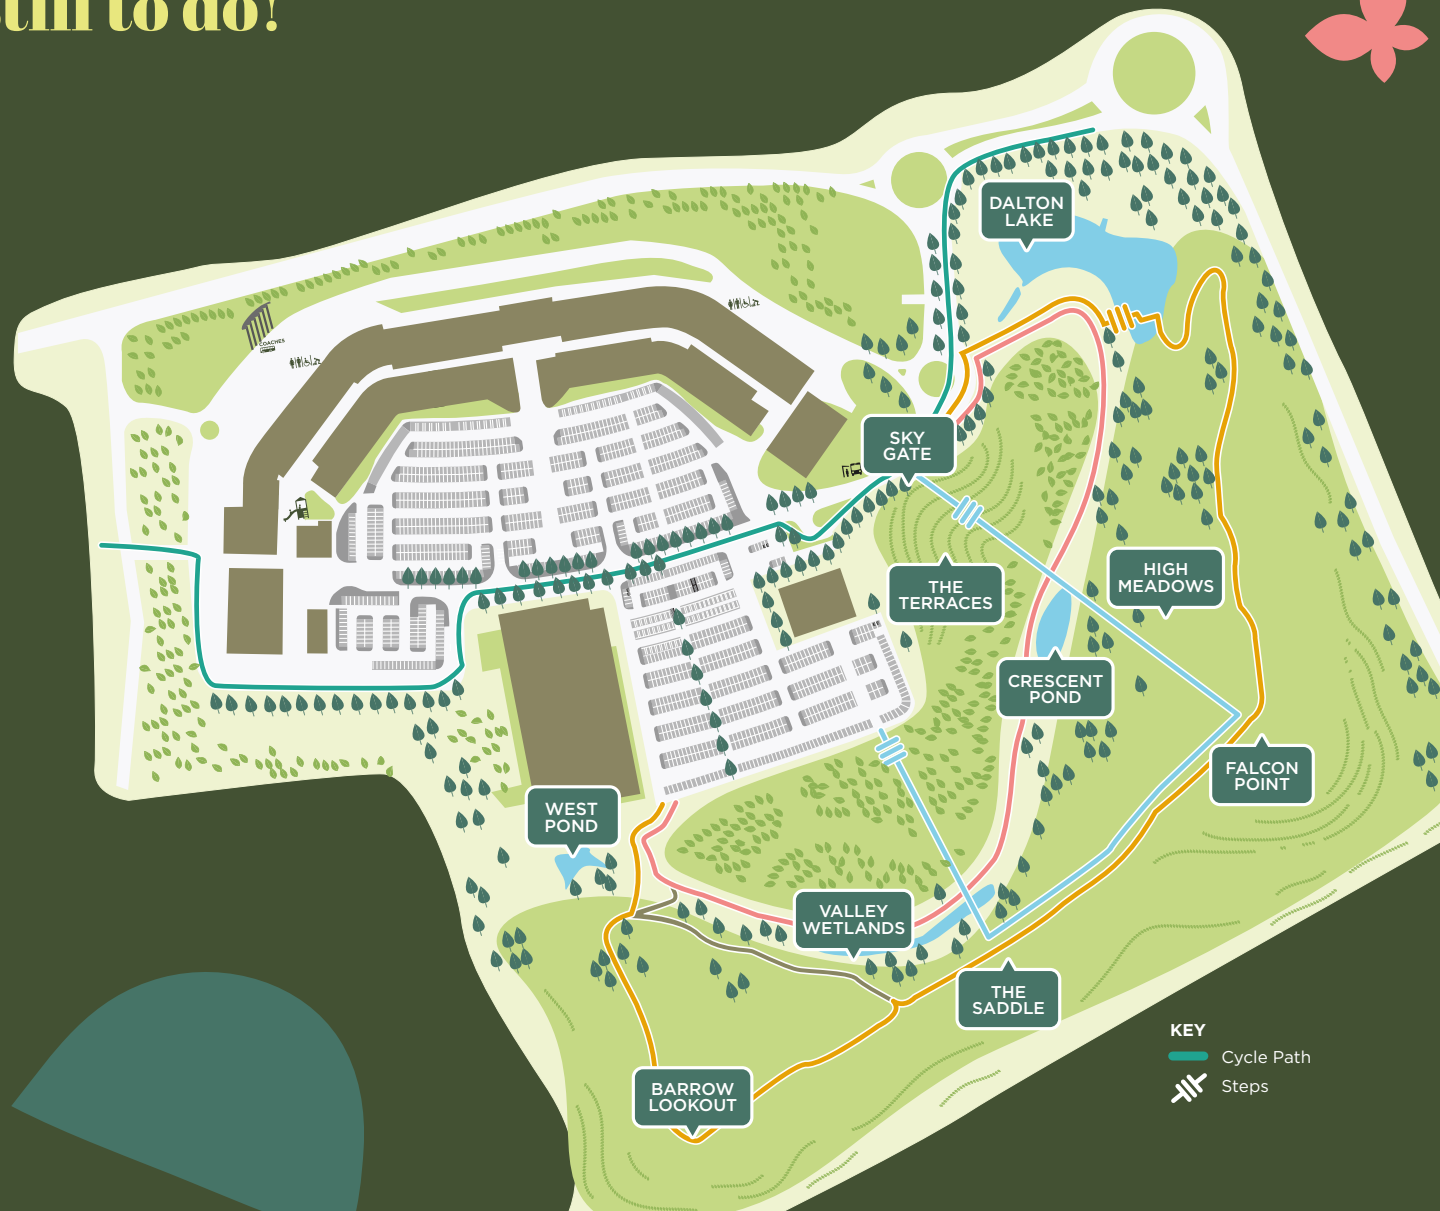 still to do!
DALTON
LAKE
COACHES
SKY
GATE
THE
TERRACES
HIGH
MEADOWS
CRESCENT
POND
FALCON
POINT
WEST
POND
VALLEY
WETLANDS
THE
SADDLE
BARROW
LOOKOUT
KEY
Cycle Path
Steps